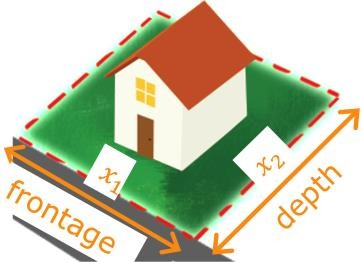 x₁
frontage
x₂
depth